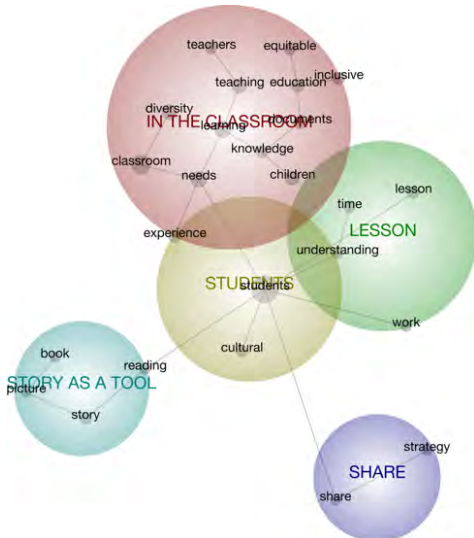 teachers
equitable
teaching
education
inclusive
diversity
documents
IN THE CLASSROOM
learning
knowledge
classroom
needs
children
lesson
time
experience
LESSON
understanding
STUDENTS
students
work
cultural
book
reading
STORY AS A TOOL
picture
story
strategy
SHARE
share